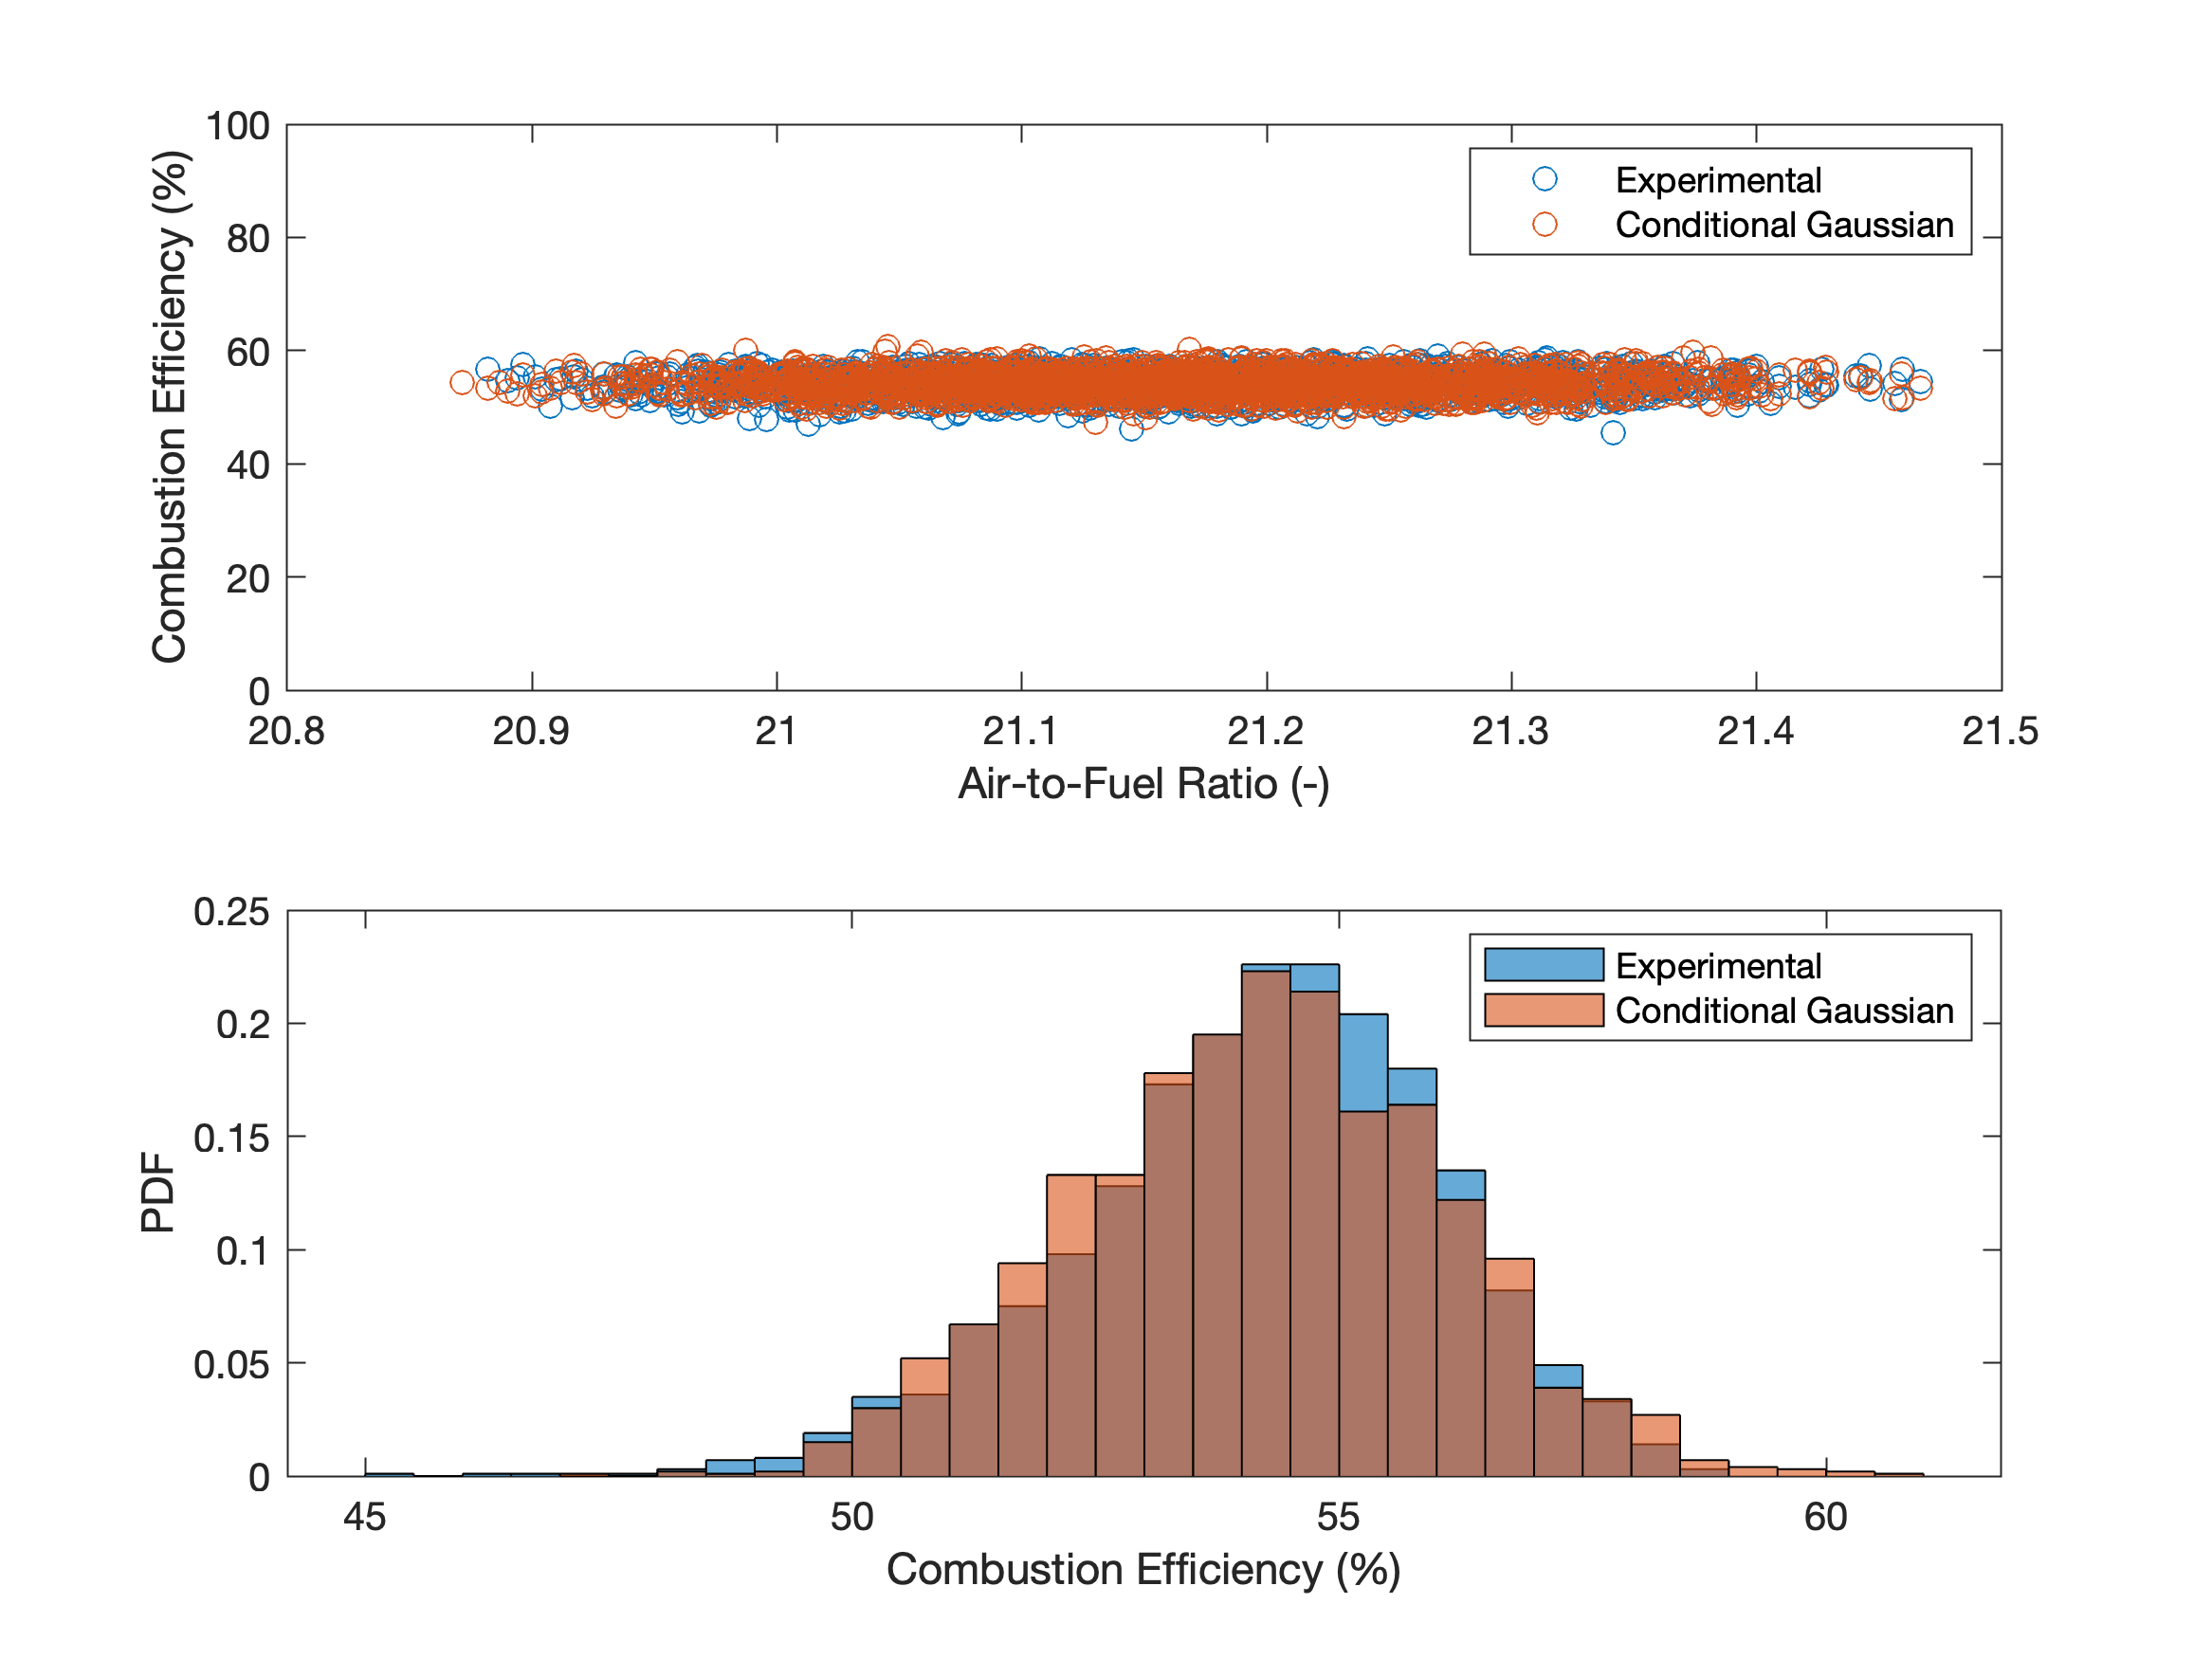 100
80
60
40
20
0
Combustion Efficiency (%)
Experimental
Conditional Gaussian
20.8 20.9 21 21.1 21.2 21.3 21.4 21.5
Air-to-Fuel Ratio (-)
0.25
0.2
0.15
0.1
0.05
0
PDF
Experimental
Conditional Gaussian
45 50 55 60
Combustion Efficiency (%)